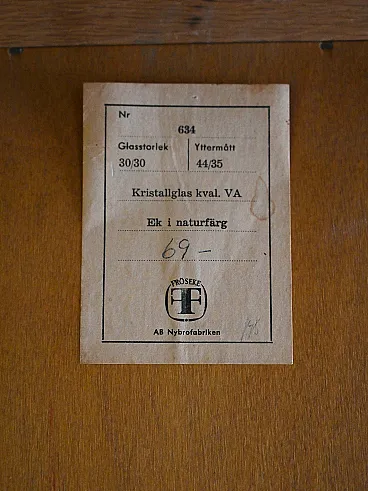 Nr
634
Glasstorlek Yttermått
30/30 44/35
Kristallglas kval. VA
Ek i naturfärg
69-
FRÖSEKE
F
AB Nybrofabriken